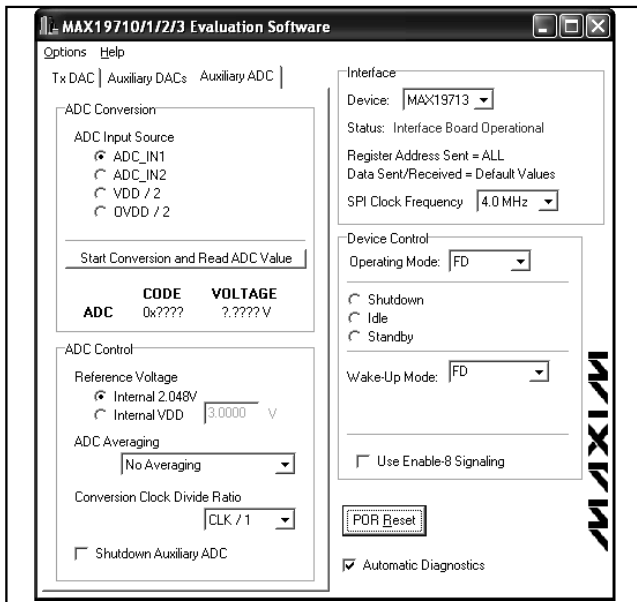 MAX19710/1/2/3 Evaluation Software
Options Help
Tx DAC Auxiliary DACs Auxiliary ADC
ADC Conversion
ADC Input Source
ADC_IN1
ADC_IN2
VDD / 2
OVDD / 2
Start Conversion and Read ADC Value
CODE VOLTAGE
ADC 0x???? ?.???? V
ADC Control
Reference Voltage
Internal 2.048V
Internal VDD 3.0000 V
ADC Averaging
No Averaging
Conversion Clock Divide Ratio
CLK / 1
Shutdown Auxiliary ADC
Interface
Device: MAX19713
Status: Interface Board Operational
Register Address Sent = ALL
Data Sent/Received = Default Values
SPI Clock Frequency 4.0 MHz
Device Control
Operating Mode: FD
Shutdown
Idle
Standby
Wake-Up Mode: FD
Use Enable-8 Signaling
POR Reset
Automatic Diagnostics
MAXIM